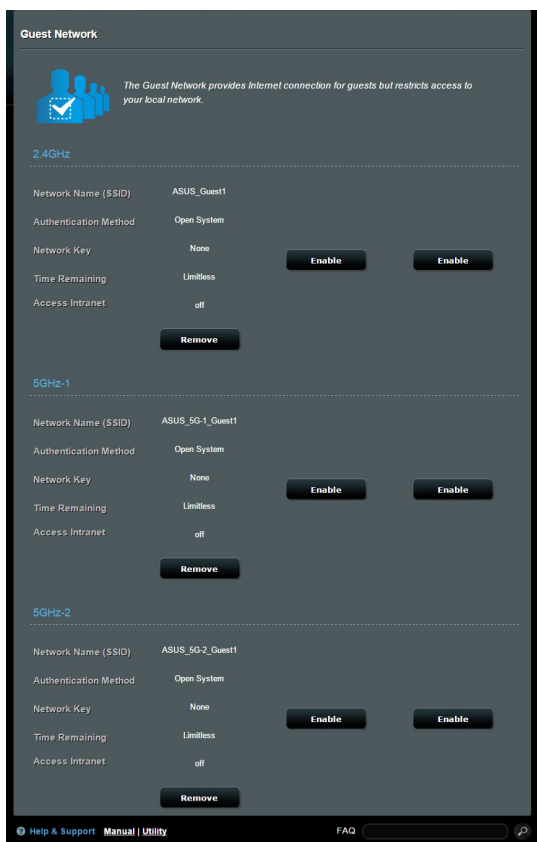 Guest Network
The Guest Network provides Internet connection for guests but restricts access to
your local network.
2.4GHz
Network Name (SSID) ASUS_Guest1
Authentication Method Open System
Network Key None
Enable Enable
Time Remaining Limitless
Access Intranet off
Remove
5GHz-1
Network Name (SSID) ASUS_5G-1_Guest1
Authentication Method Open System
Network Key None
Enable Enable
Time Remaining Limitless
Access Intranet off
Remove
5GHz-2
Network Name (SSID) ASUS_5G-2_Guest1
Authentication Method Open System
Network Key None
Enable Enable
Time Remaining Limitless
Access Intranet off
Remove
? Help & Support Manual | Utility FAQ